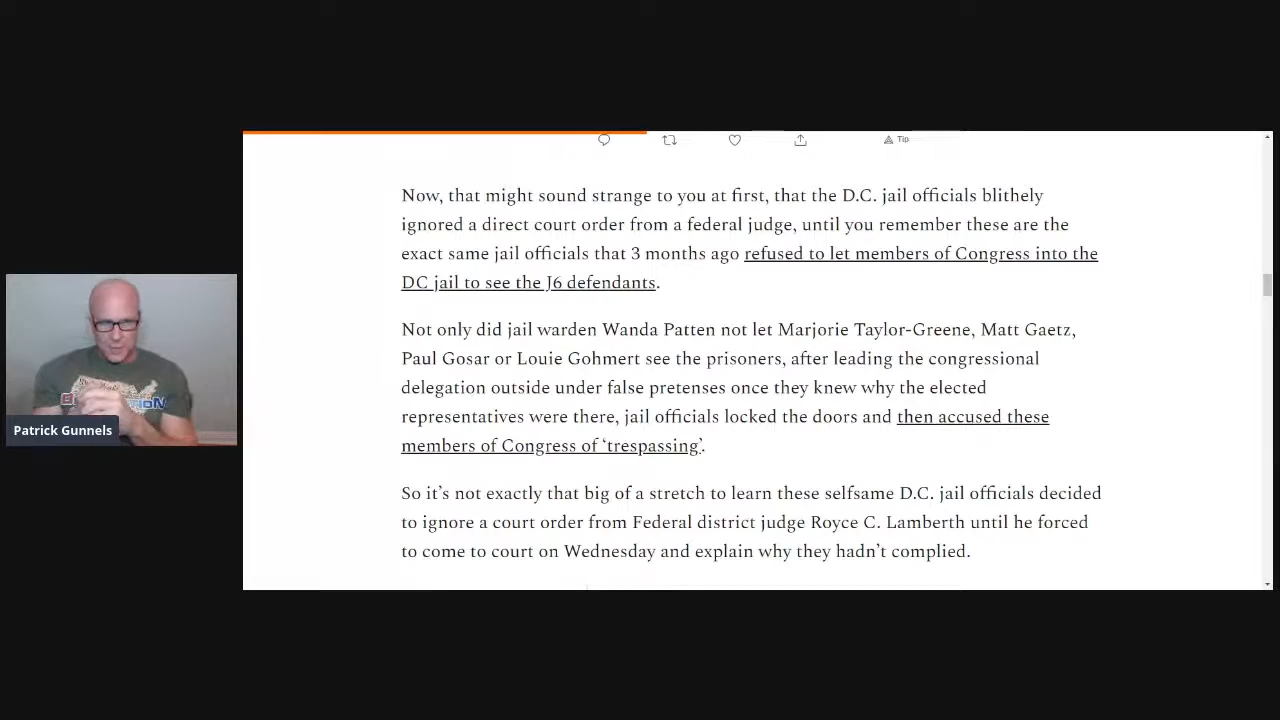 Tip
Now, that might sound strange to you at first, that the D.C. jail officials blithely
ignored a direct court order from a federal judge, until you remember these are the
exact same jail officials that 3 months ago refused to let members of Congress into the
DC jail to see the J6 defendants.
Not only did jail warden Wanda Patten not let Marjorie Taylor-Greene, Matt Gaetz,
Paul Gosar or Louie Gohmert see the prisoners, after leading the congressional
delegation outside under false pretenses once they knew why the elected
representatives were there, jail officials locked the doors and then accused these
members of Congress of ‘trespassing’.
So it’s not exactly that big of a stretch to learn these selfsame D.C. jail officials decided
to ignore a court order from Federal district judge Royce C. Lamberth until he forced
to come to court on Wednesday and explain why they hadn’t complied.
Patrick Gunnels